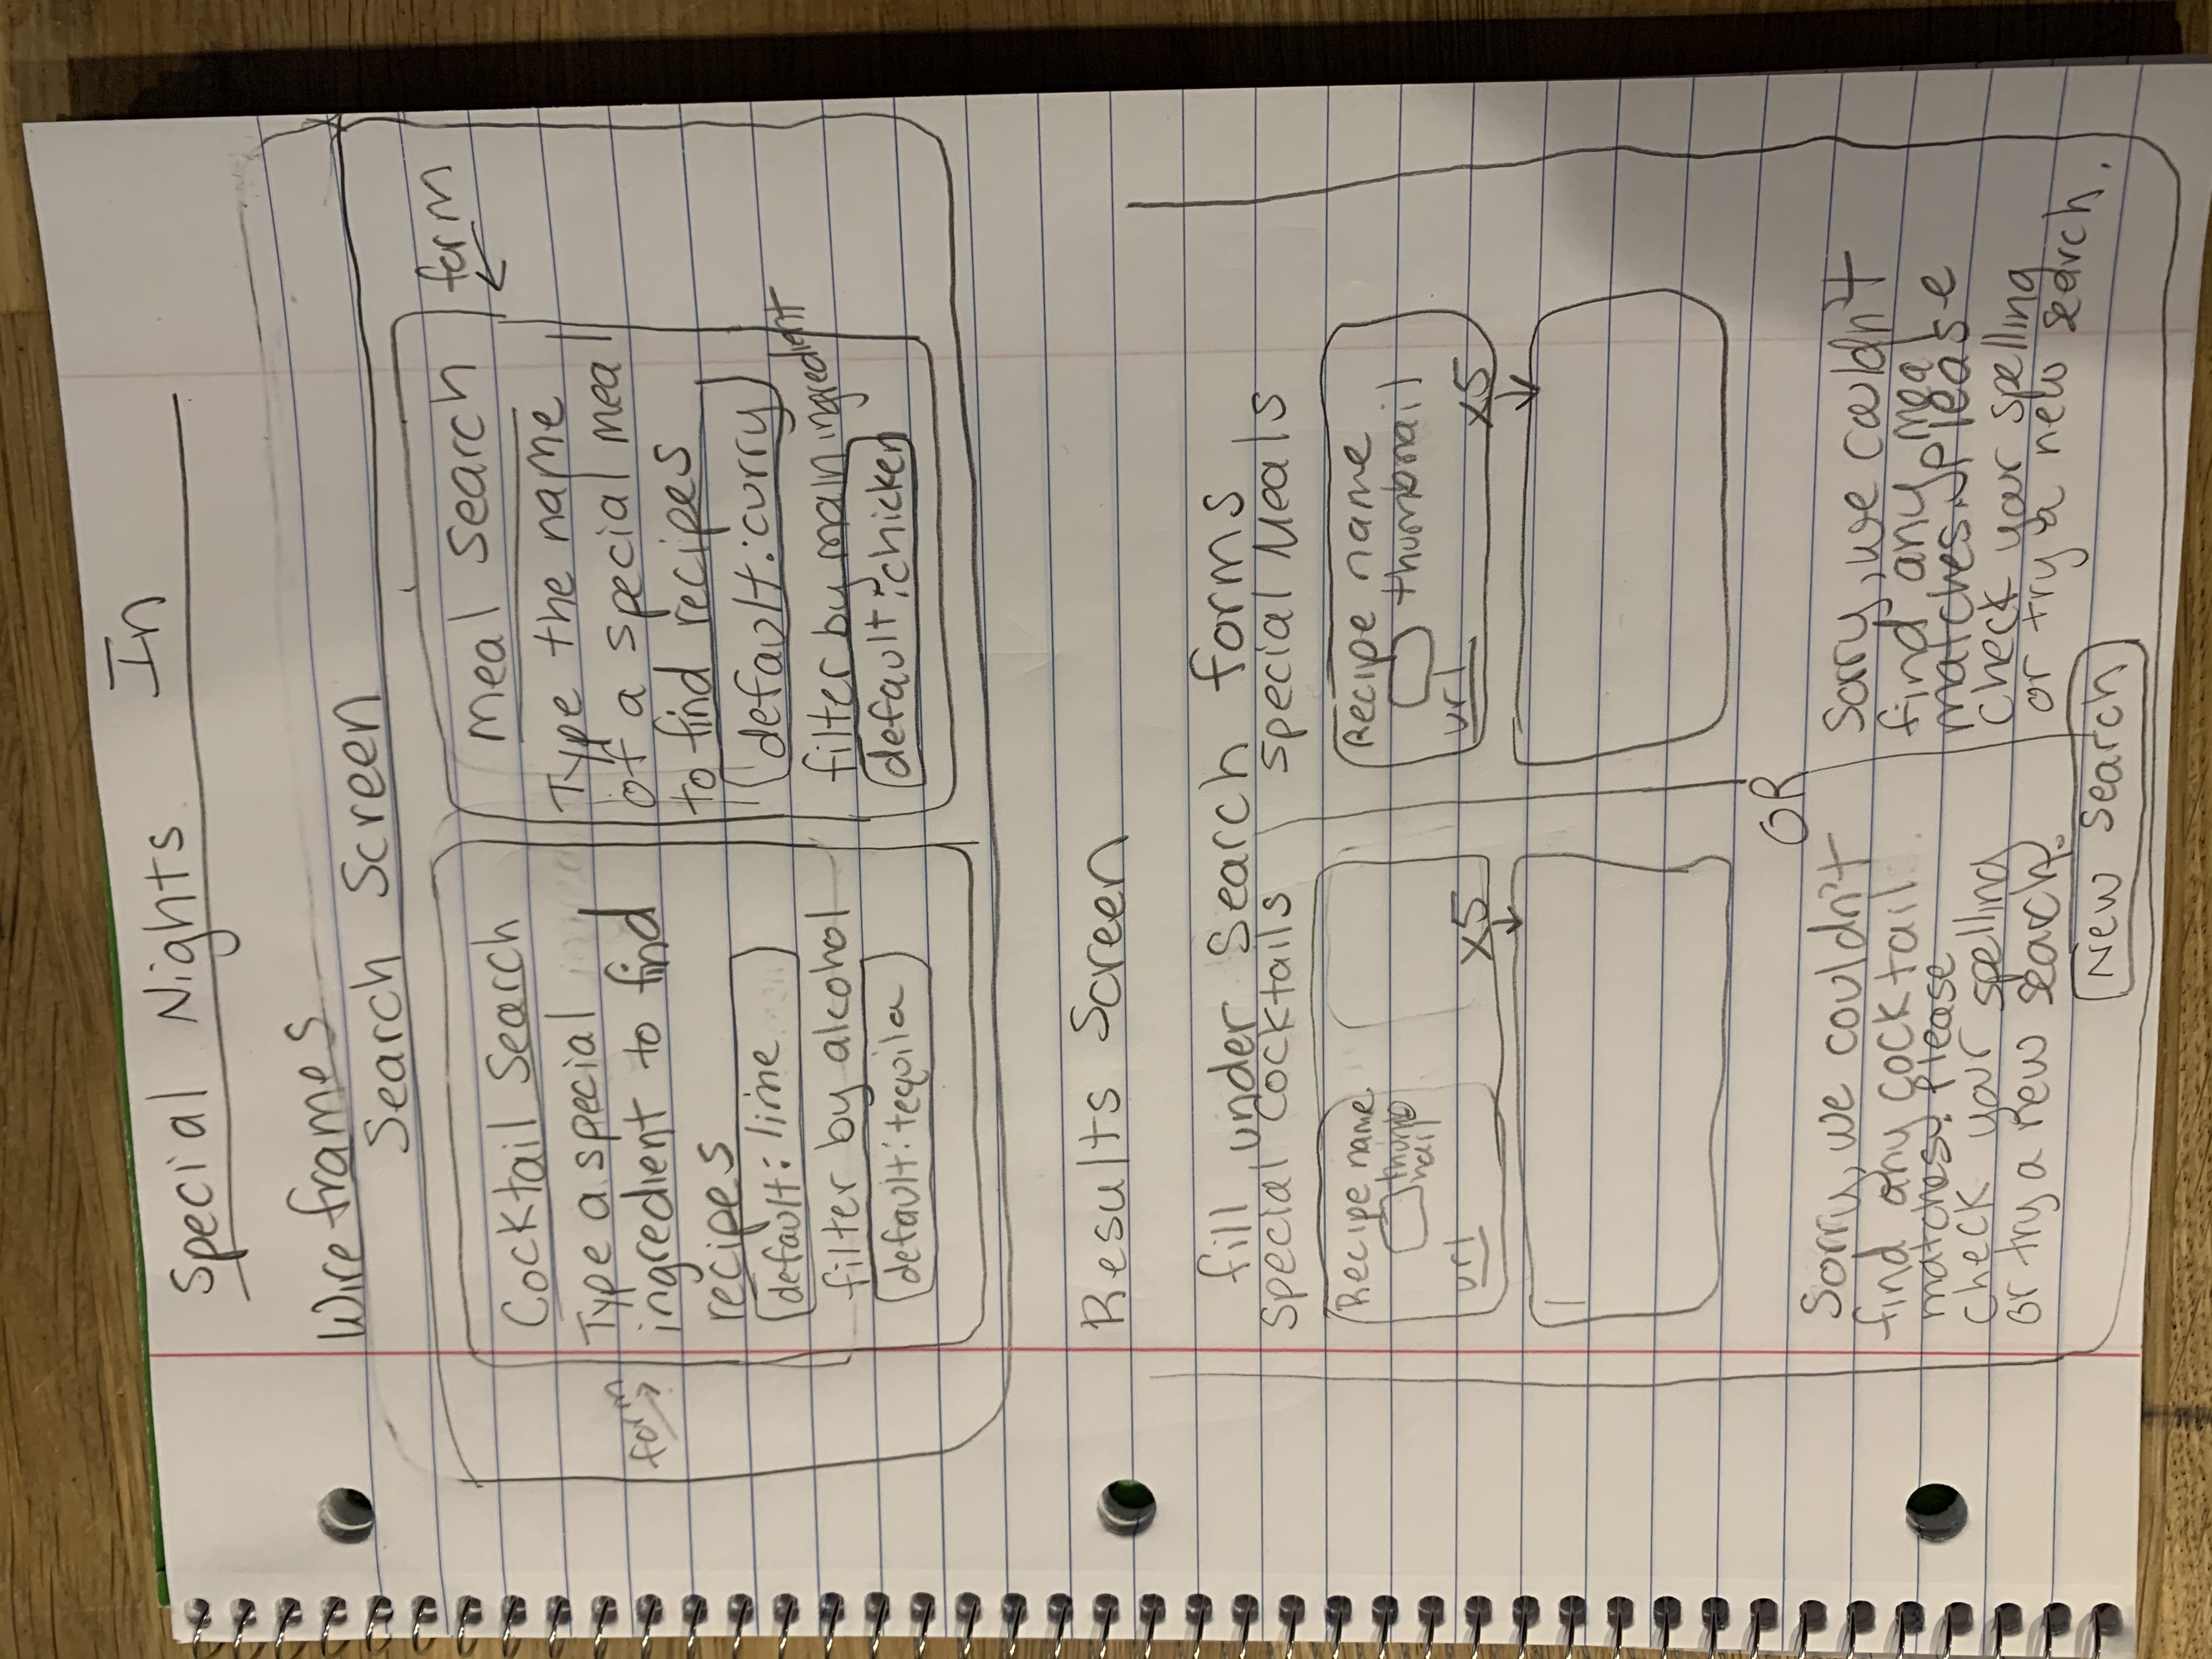 Special Nights In
Wireframes
Search Screen
form
Cocktail Search
Type a special
ingredient to find
recipes
default: lime
filter by alcohol
default: tequila
form
Meal Search
Type the name
of a special meal
to find recipes
default: curry
filter by main ingredient
default: chicken
Results Screen
fill under Search forms
Special Cocktails
Recipe name
thumb
nail
url
x5
Special Meals
Recipe name
thumbnail
url
x5
OR
Sorry, we couldn't
find any cocktail
matches. Please
check your spelling
or try a new search.
Sorry, we couldn't
find any meal
matches. Please
check your spelling
or try a new search.
New Search